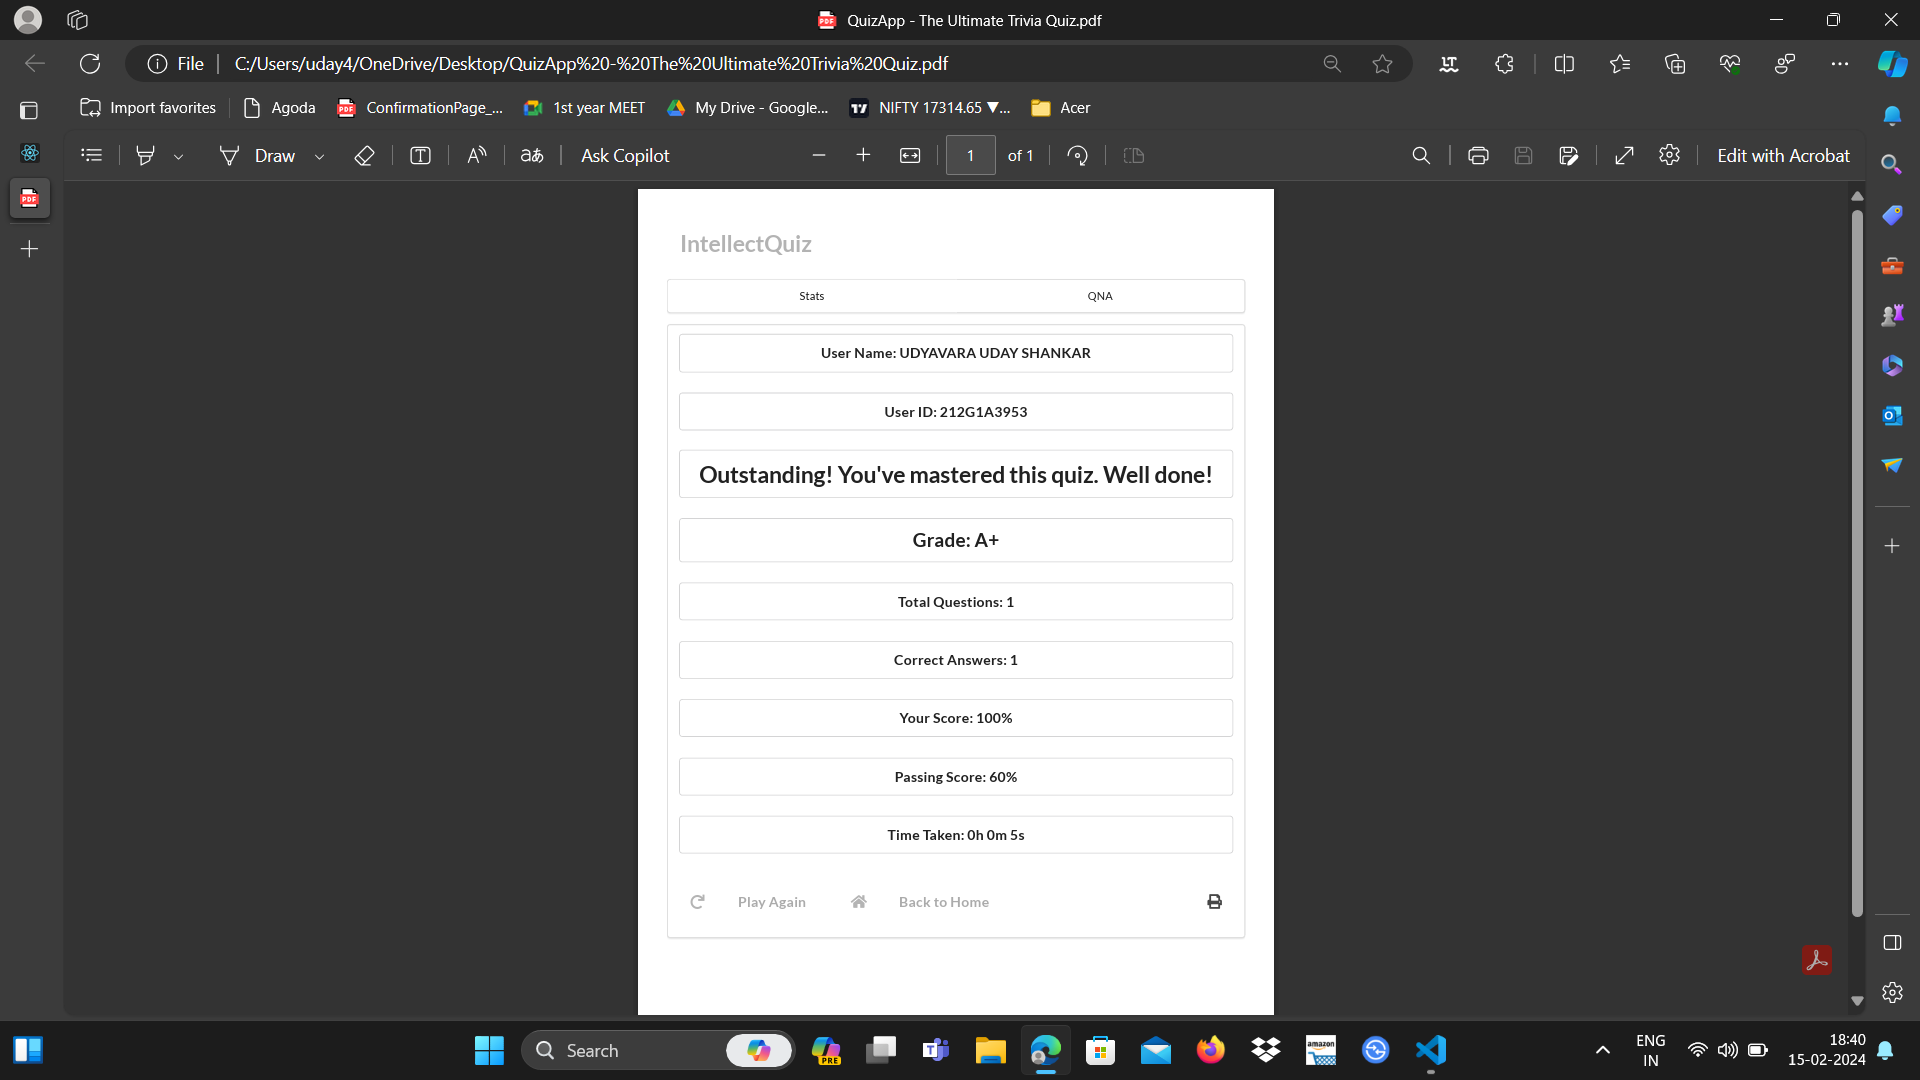 QuizApp - The Ultimate Trivia Quiz.pdf
File C:/Users/uday4/OneDrive/Desktop/QuizApp%20-%20The%20Ultimate%20Trivia%20Quiz.pdf
Import favorites Agoda ConfirmationPage_... 1st year MEET My Drive - Google... NIFTY 17314.65 ▼... Acer
Draw Ask Copilot 1 of 1 Edit with Acrobat
IntellectQuiz
Stats QNA
User Name: UDYAVARA UDAY SHANKAR
User ID: 212G1A3953
Outstanding! You've mastered this quiz. Well done!
Grade: A+
Total Questions: 1
Correct Answers: 1
Your Score: 100%
Passing Score: 60%
Time Taken: 0h 0m 5s
Play Again Back to Home
Search PRE amazon ENG 18:40
IN 15-02-2024